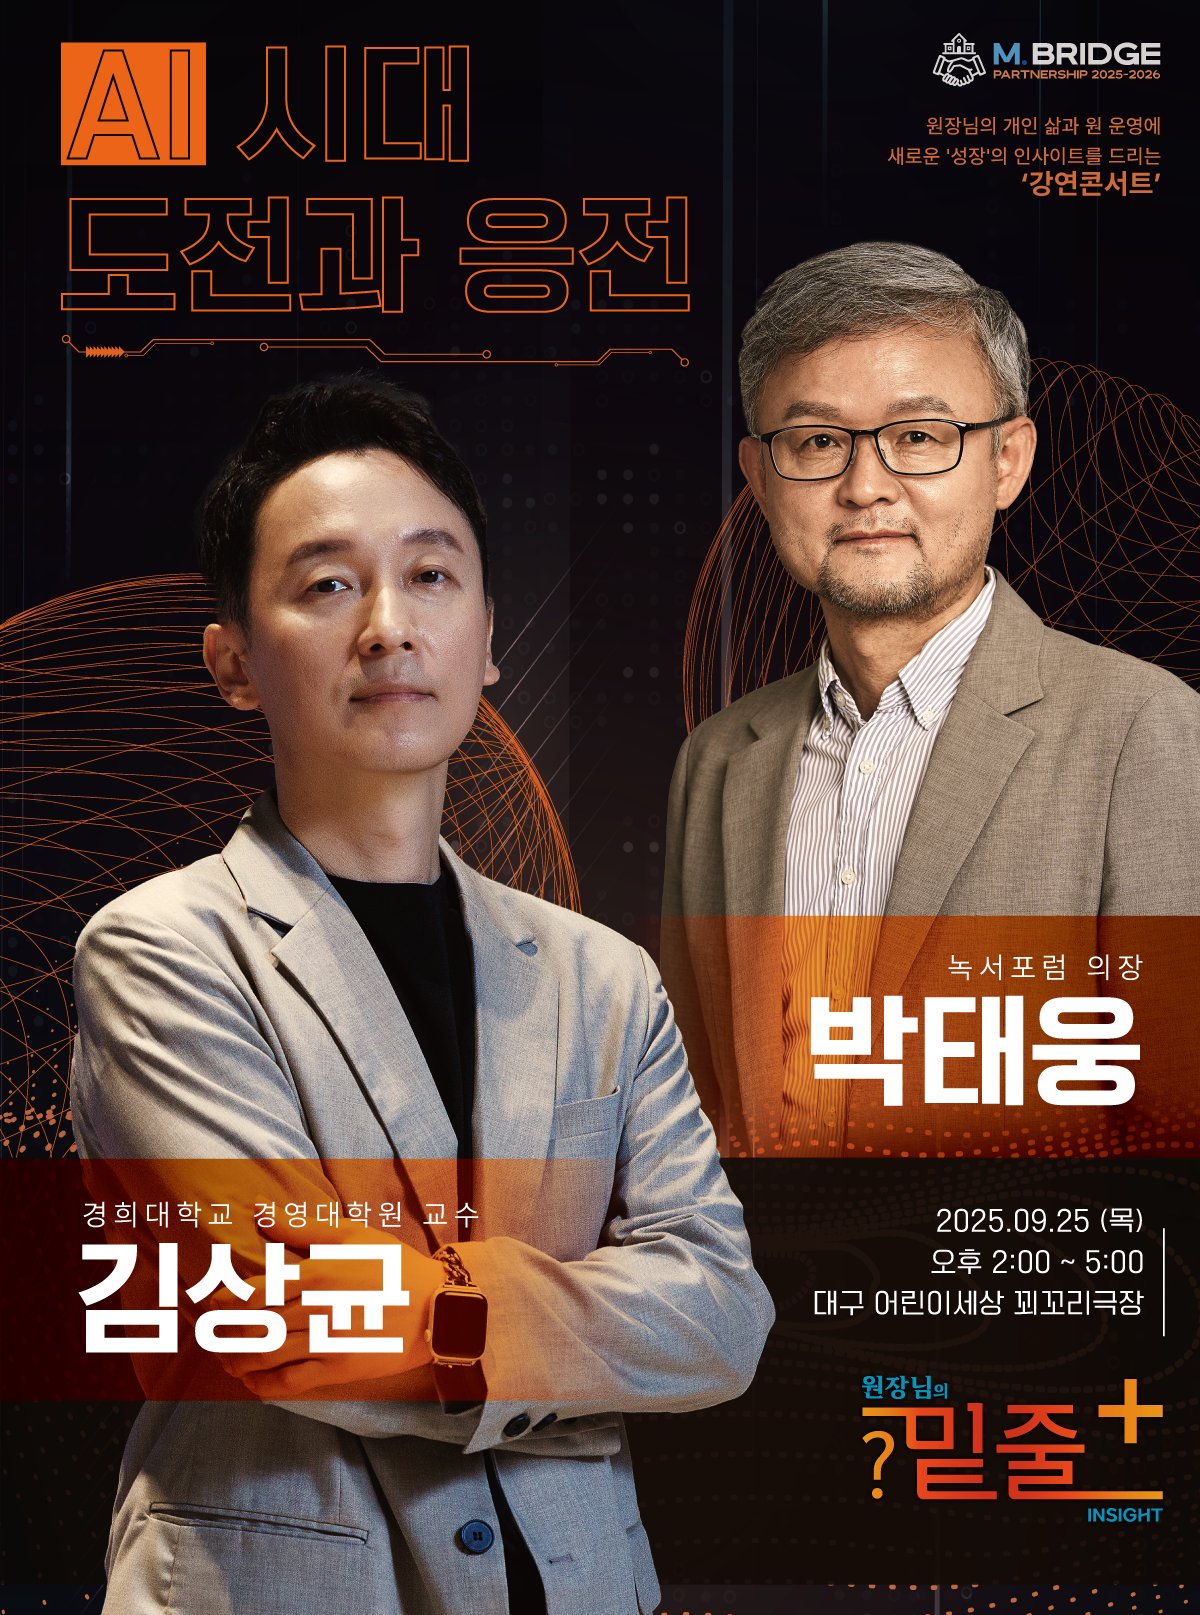 AI 시대
도전과 응전
M.BRIDGE
PARTNERSHIP 2025-2026
원장님의 개인 삶과 원 운영에
새로운 '성장'의 인사이트를 드리는
‘강연콘서트’
녹서포럼 의장
박태웅
경희대학교 경영대학원 교수
김상균
2025.09.25 (목)
오후 2:00 ~ 5:00
대구 어린이세상 꾀꼬리극장
원장님의
?밑줄+
INSIGHT